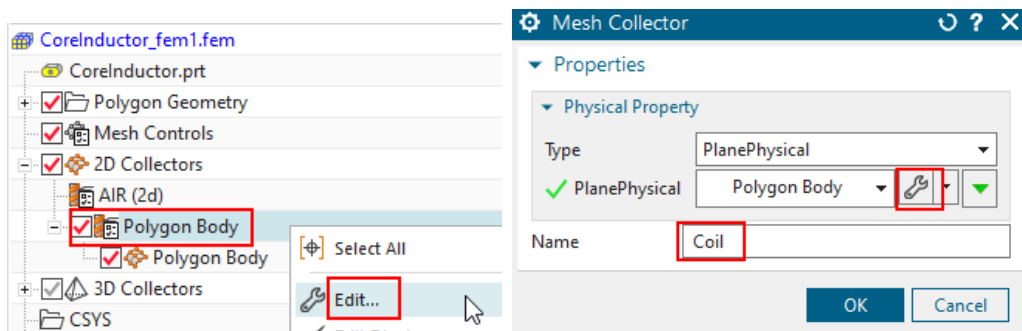 CoreInductor_fem1.fem
CoreInductor.prt
Polygon Geometry
Mesh Controls
2D Collectors
AIR (2d)
Polygon Body
Polygon Body
3D Collectors
CSYS
Select All
Edit...
Mesh Collector
Properties
Physical Property
Type PlanePhysical
PlanePhysical Polygon Body
Name Coil
OK Cancel